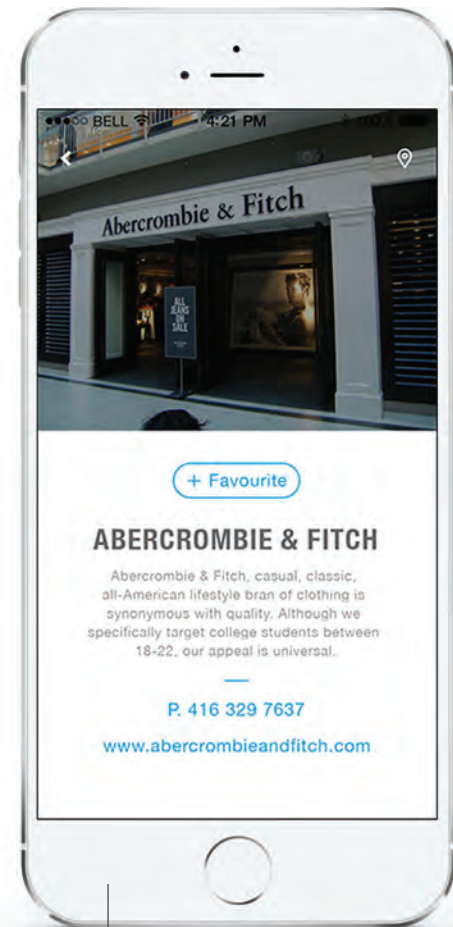 BELL 4:21 PM
Abercrombie & Fitch
ALL
JEANS
ON
SALE
+ Favourite
ABERCROMBIE & FITCH
Abercrombie & Fitch, casual, classic,
all-American lifestyle bran of clothing is
synonymous with quality. Although we
specifically target college students between
18-22, our appeal is universal.
P. 416 329 7637
www.abercrombieandfitch.com